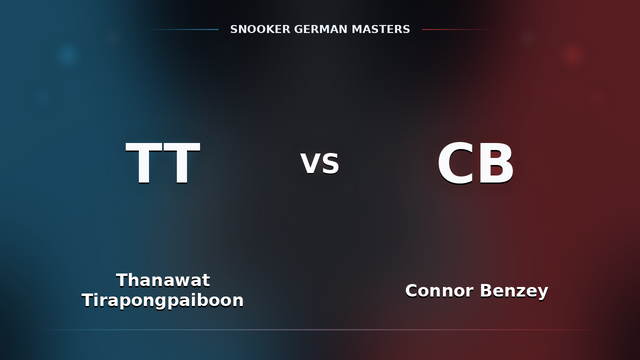 SNOOKER GERMAN MASTERS
TT
VS
CB
Thanawat
Tirapongpaiboon
Connor Benzey